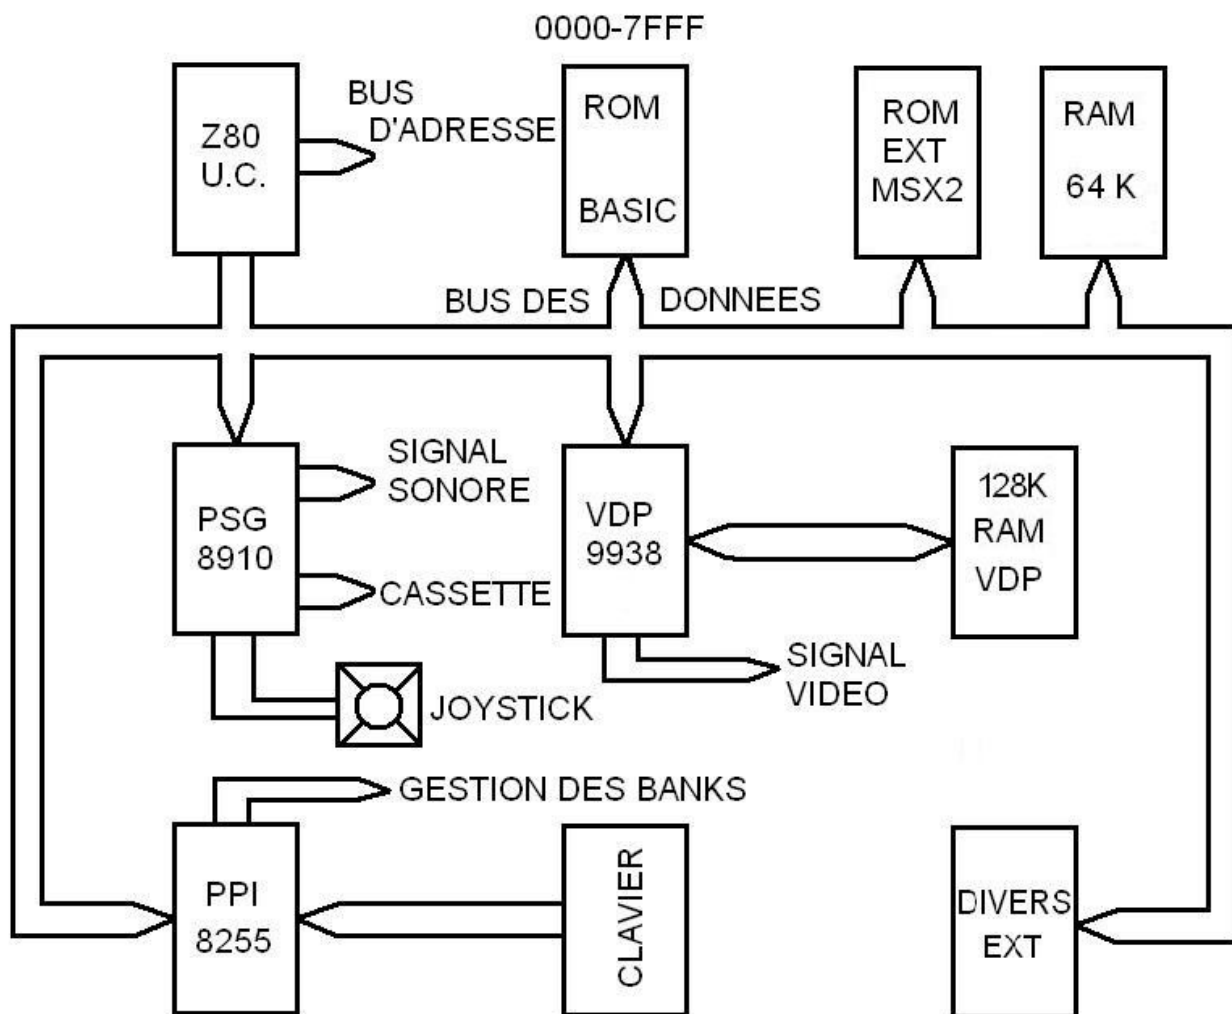 0000-7FFF
Z80
U.C.
BUS
D'ADRESSE
ROM
BASIC
ROM
EXT
MSX2
RAM
64 K
BUS DES DONNEES
PSG
8910
SIGNAL
SONORE
CASSETTE
JOYSTICK
VDP
9938
SIGNAL
VIDEO
128K
RAM
VDP
GESTION DES BANKS
PPI
8255
CLAVIER
DIVERS
EXT